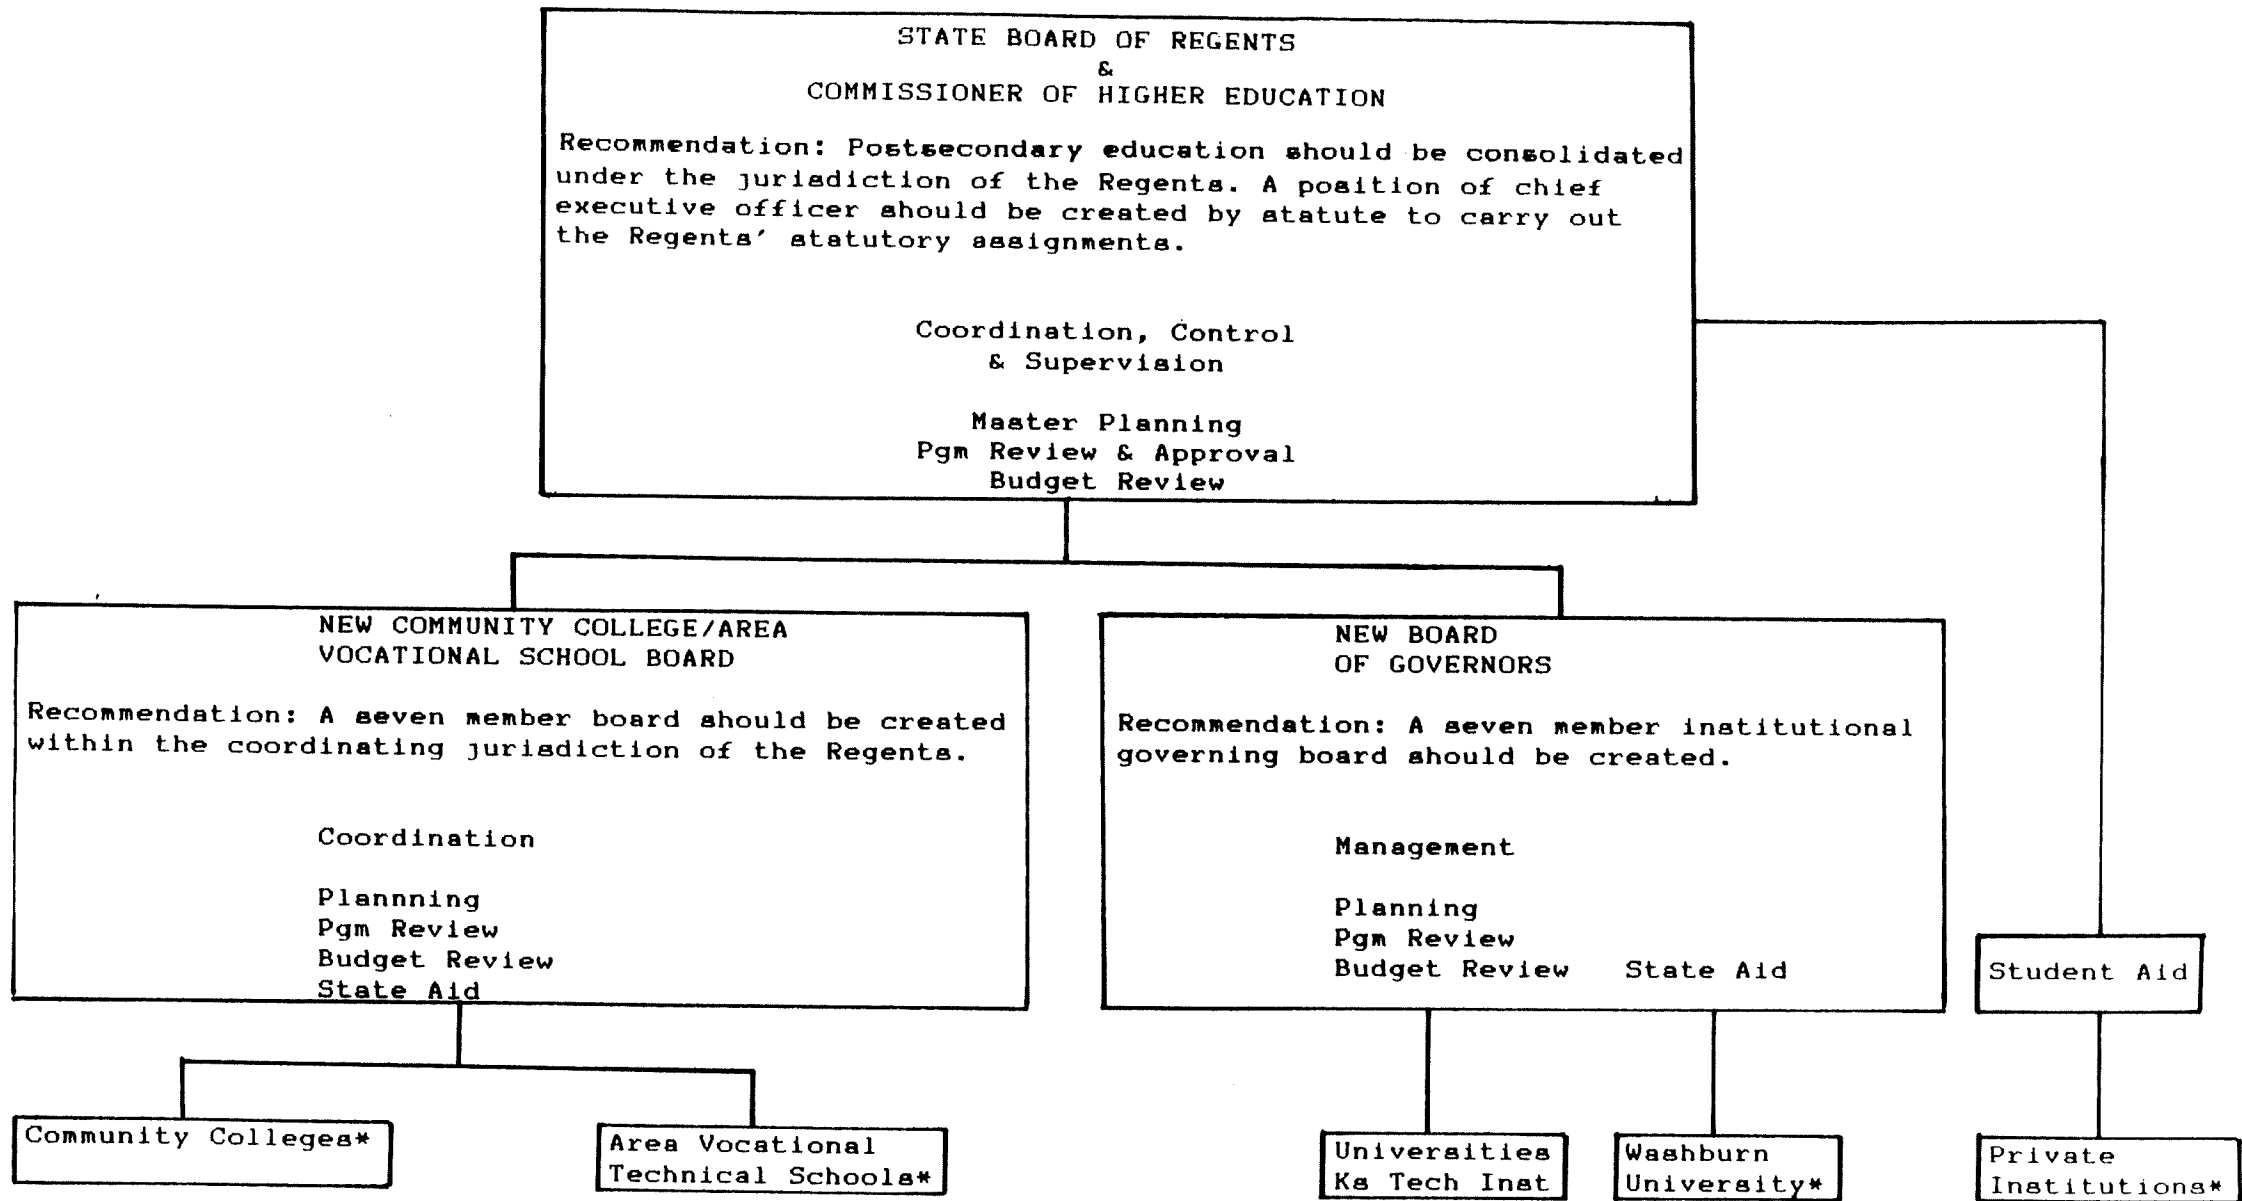 STATE BOARD OF REGENTS
&
COMMISSIONER OF HIGHER EDUCATION
Recommendation: Postsecondary education should be consolidated
under the jurisdiction of the Regents. A position of chief
executive officer should be created by statute to carry out
the Regents' statutory assignments.
Coordination, Control
& Supervision
Master Planning
Pgm Review & Approval
Budget Review
NEW COMMUNITY COLLEGE/AREA
VOCATIONAL SCHOOL BOARD
Recommendation: A seven member board should be created
within the coordinating jurisdiction of the Regents.
Coordination
Plannning
Pgm Review
Budget Review
State Aid
NEW BOARD
OF GOVERNORS
Recommendation: A seven member institutional
governing board should be created.
Management
Planning
Pgm Review
Budget Review State Aid
Student Aid
Community Colleges*
Area Vocational
Technical Schools*
Universities
Ks Tech Inst
Washburn
University*
Private
Institutions*